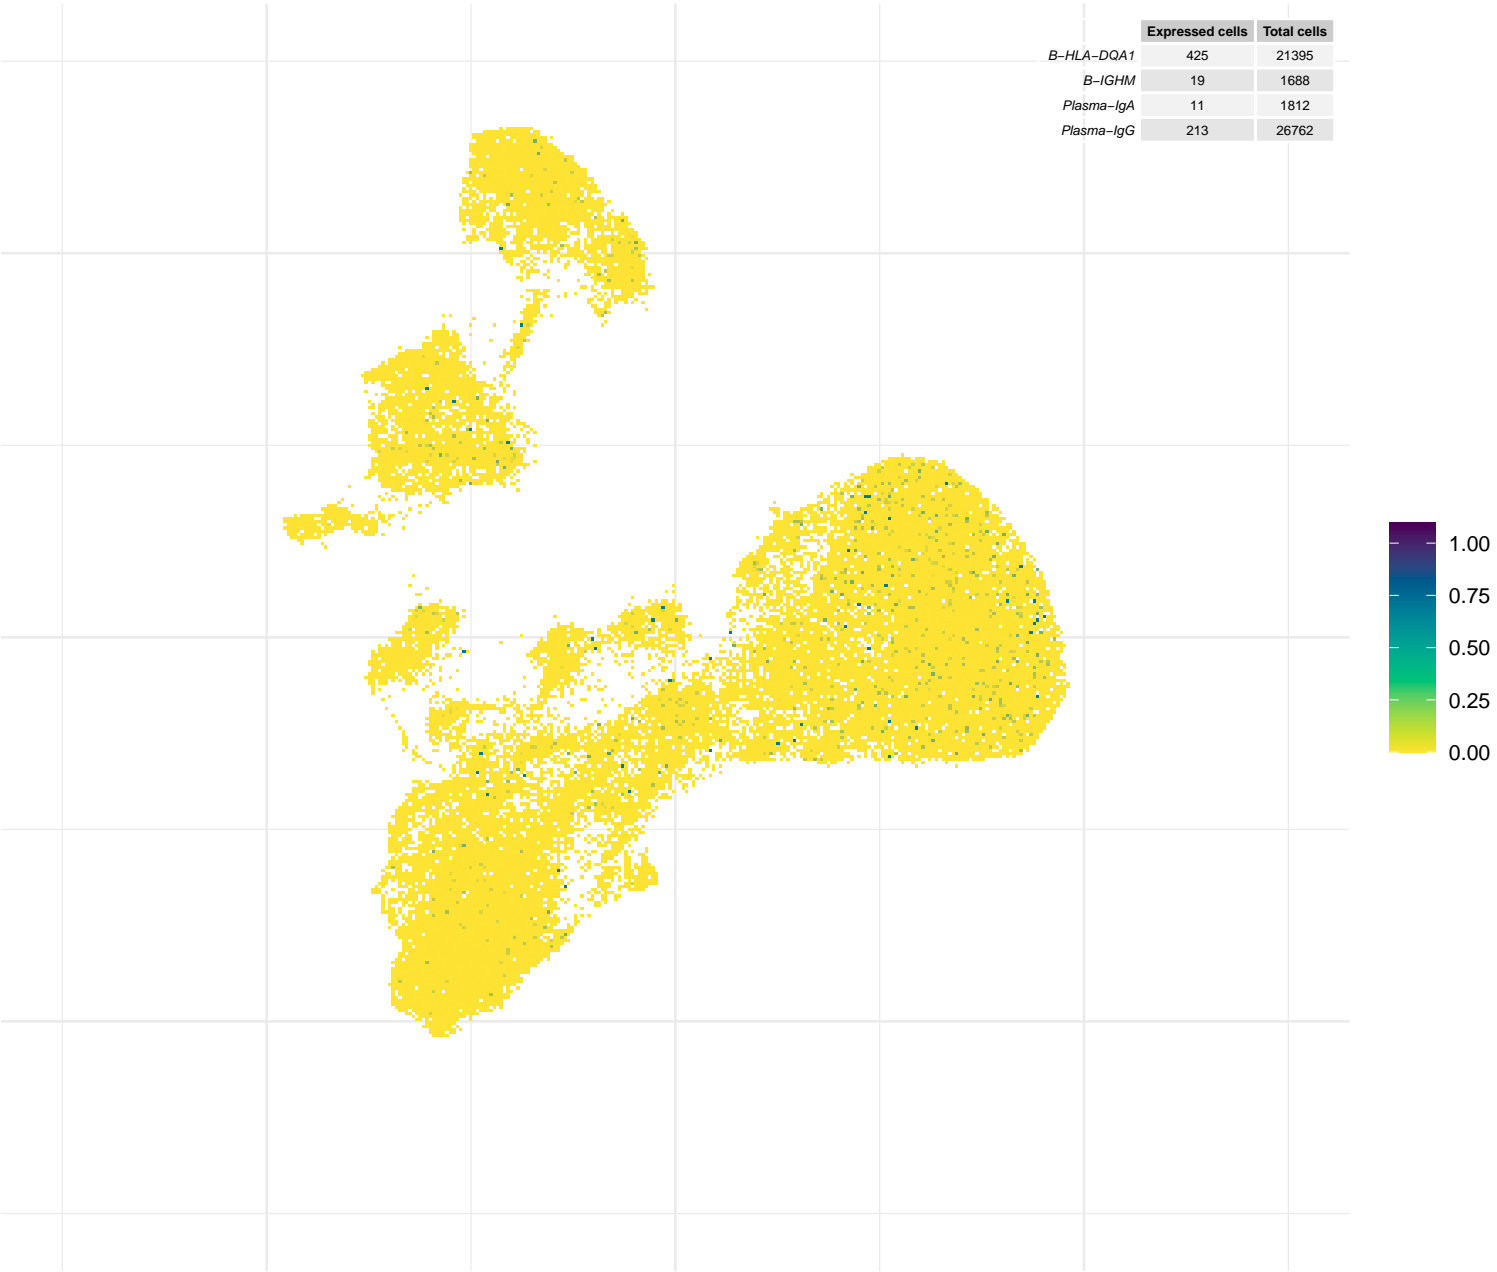 Expressed cells Total cells
B−HLA−DQA1 425 21395
B−IGHM 19 1688
Plasma−IgA 11 1812
Plasma−IgG 213 26762
1.00
0.75
0.50
0.25
0.00